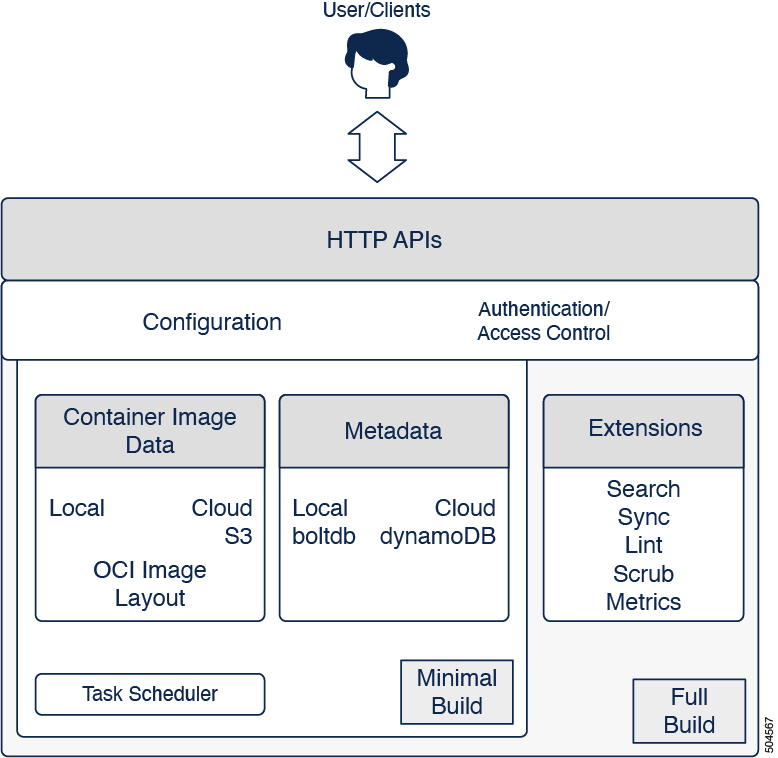 User/Clients
HTTP APIs
Configuration
Authentication/
Access Control
Container Image
Data
Local Cloud
S3
OCI Image
Layout
Metadata
Local Cloud
boltdb dynamoDB
Extensions
Search
Sync
Lint
Scrub
Metrics
Task Scheduler
Minimal
Build
Full
Build
504567